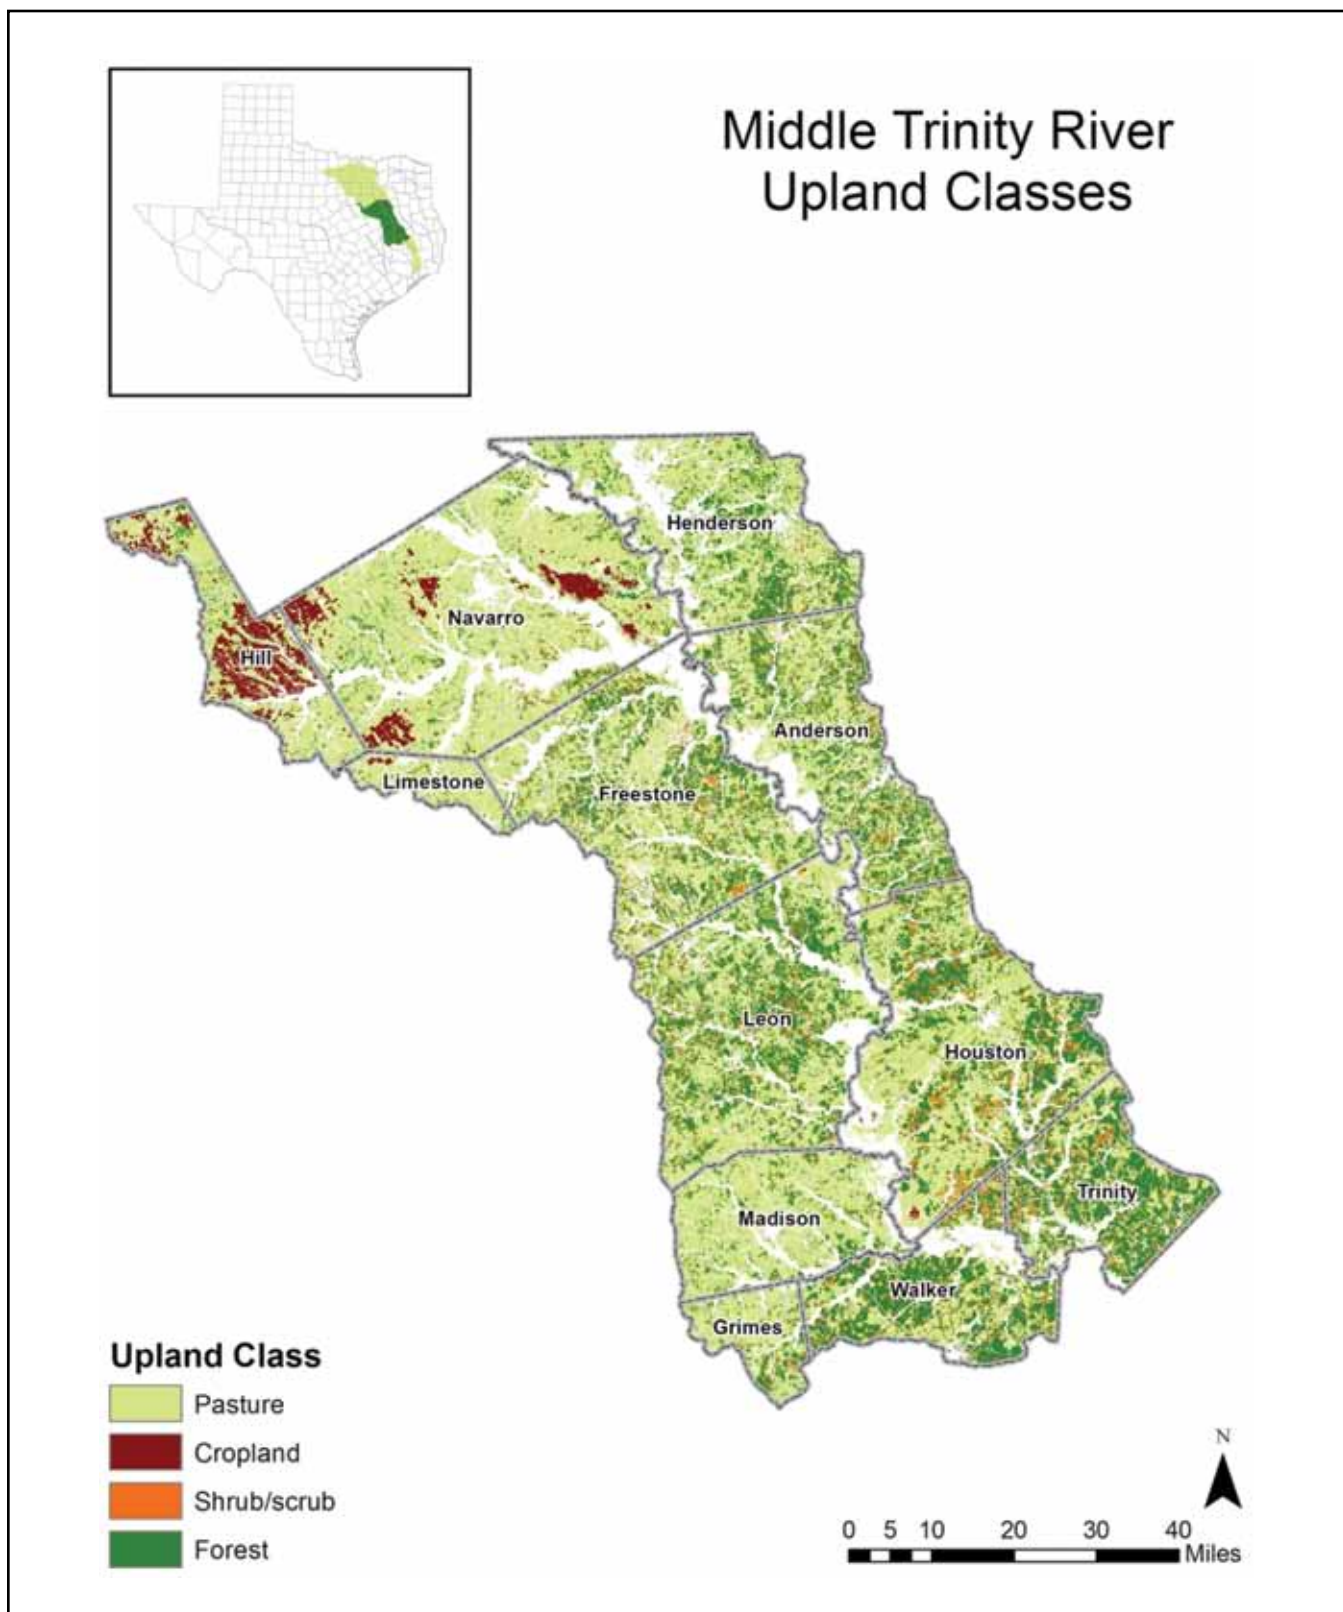 Middle Trinity River
Upland Classes
Henderson
Navarro
Hill
Anderson
Limestone
Freestone
Leon
Houston
Trinity
Madison
Walker
Grimes
Upland Class
Pasture
Cropland
Shrub/scrub
Forest
N
0 5 10 20 30 40
Miles